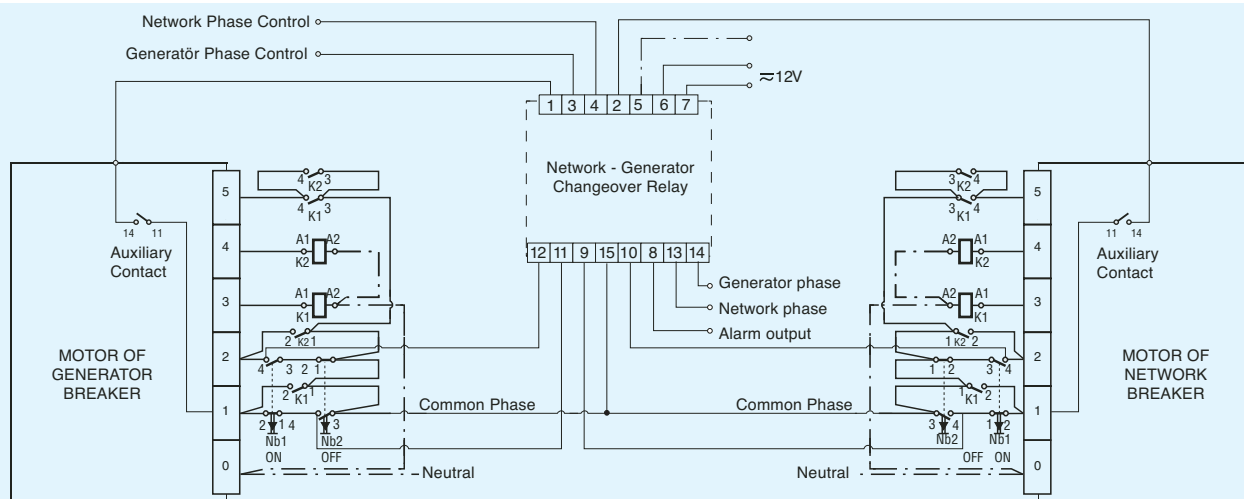 Network Phase Control
Generatör Phase Control
≂12V
1 3 4 2 5 6 7
Network - Generator
Changeover Relay
12 11 9 15 10 8 13 14
Generator phase
Network phase
Alarm output
5
4 3
K2
4 3
K1
14 11
Auxiliary
Contact
4
A1 A2
K2
3
A1 A2
K1
2 K2 1
2
4 3 2 1
MOTOR OF
GENERATOR
BREAKER
2 K1 1
1
Common Phase
2 1 4 3
Nb1 Nb2
ON OFF
0
Neutral
3 4
K2
5
3 4
K1
11 14
Auxiliary
Contact
A2 A1
K2
4
A2 A1
K1
3
1 K2 2
2
1 2 3 4
MOTOR OF
NETWORK
BREAKER
2 K1 1
1
Common Phase
3 4 1 2
Nb2 Nb1
OFF ON
0
Neutral